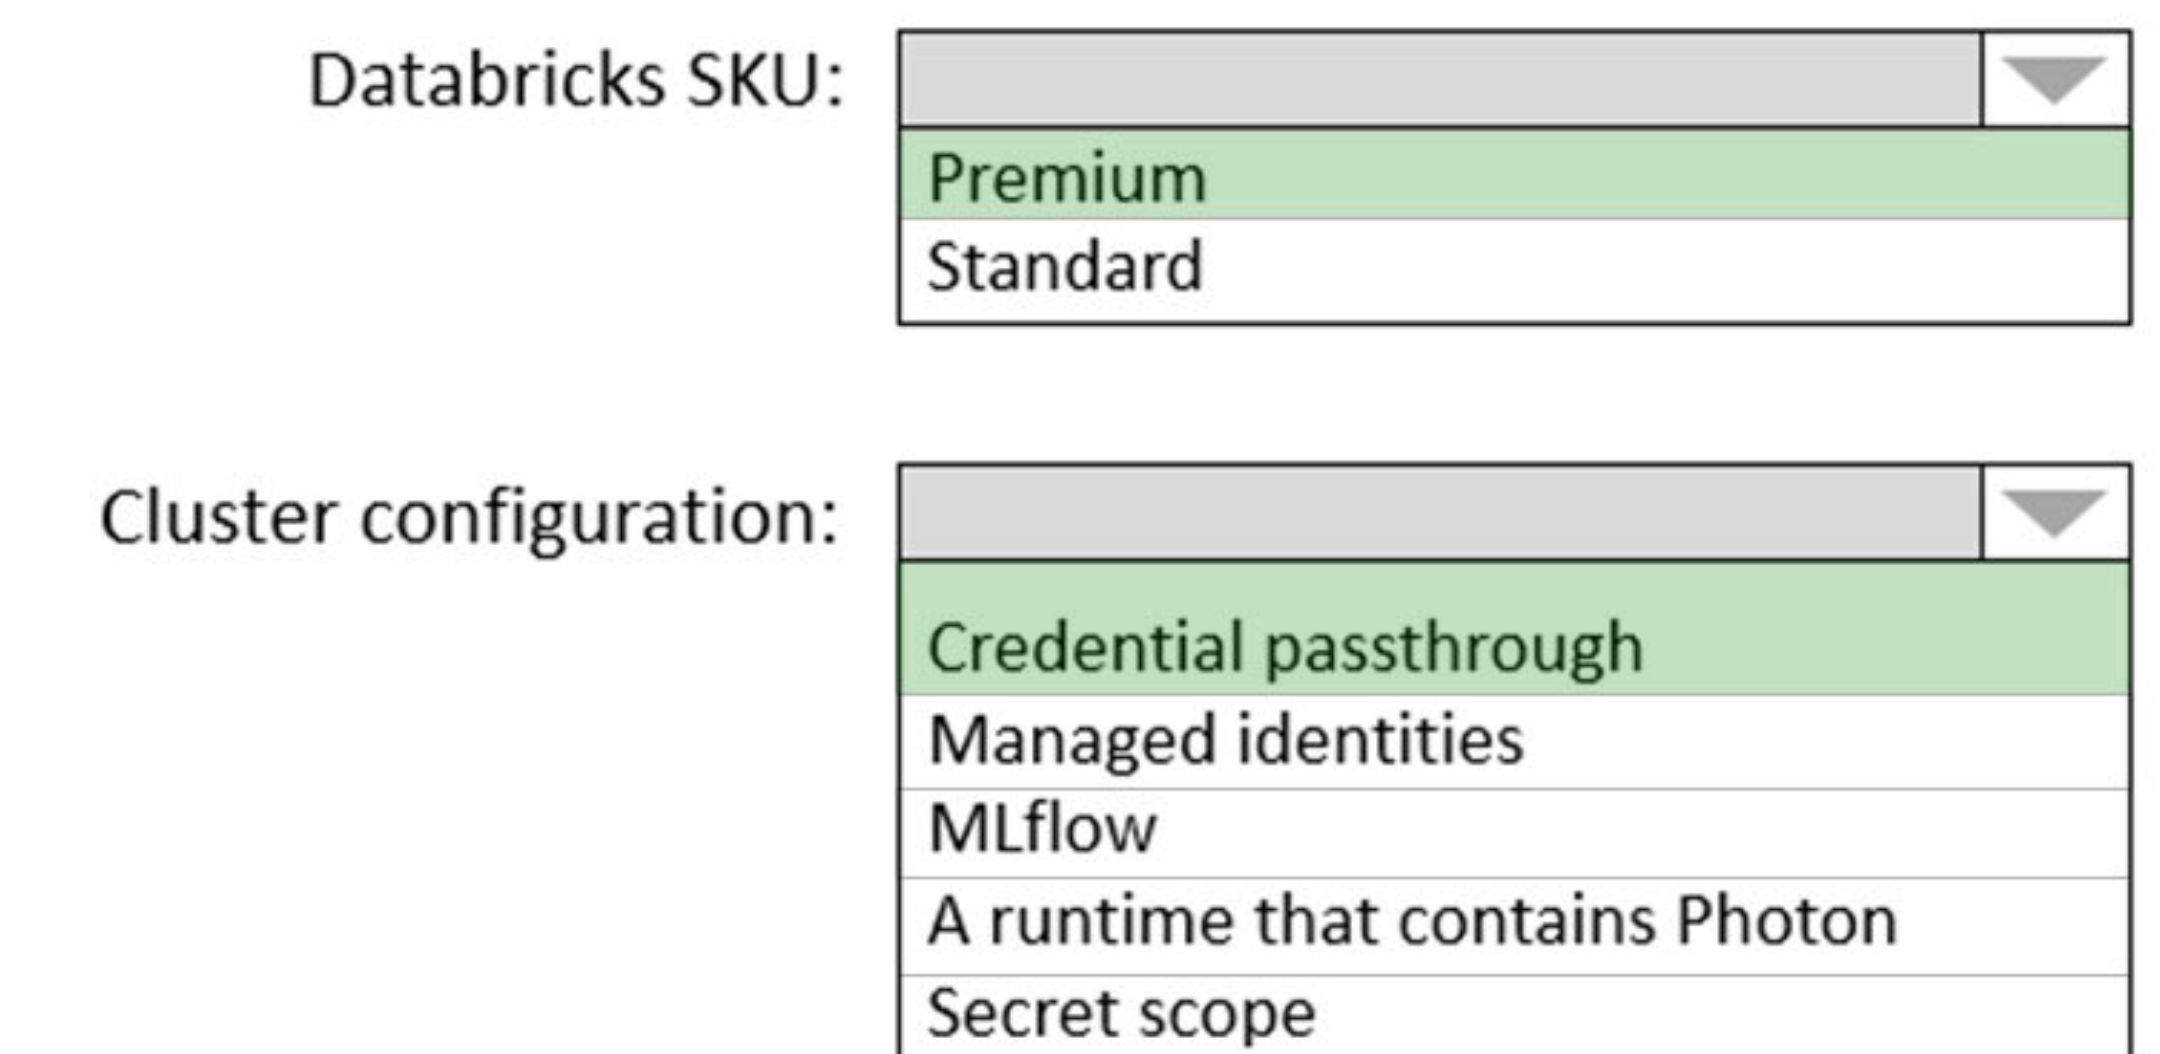 Databricks SKU:
Premium
Standard
Cluster configuration:
Credential passthrough
Managed identities
MLflow
A runtime that contains Photon
Secret scope